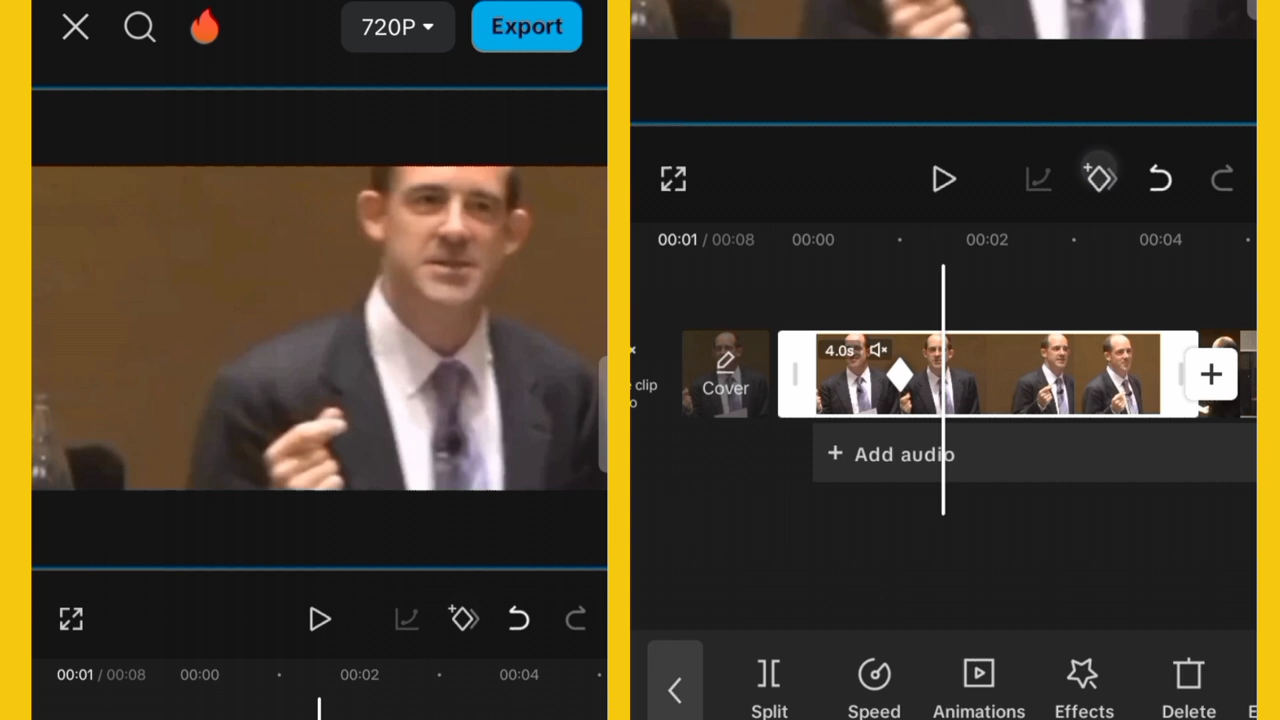 720P
Export
00:01 / 00:08
00:00
00:02
00:04
00:01 / 00:08
00:00
00:02
00:04
4.0s
clip
Cover
+ Add audio
Split
Speed
Animations
Effects
Delete